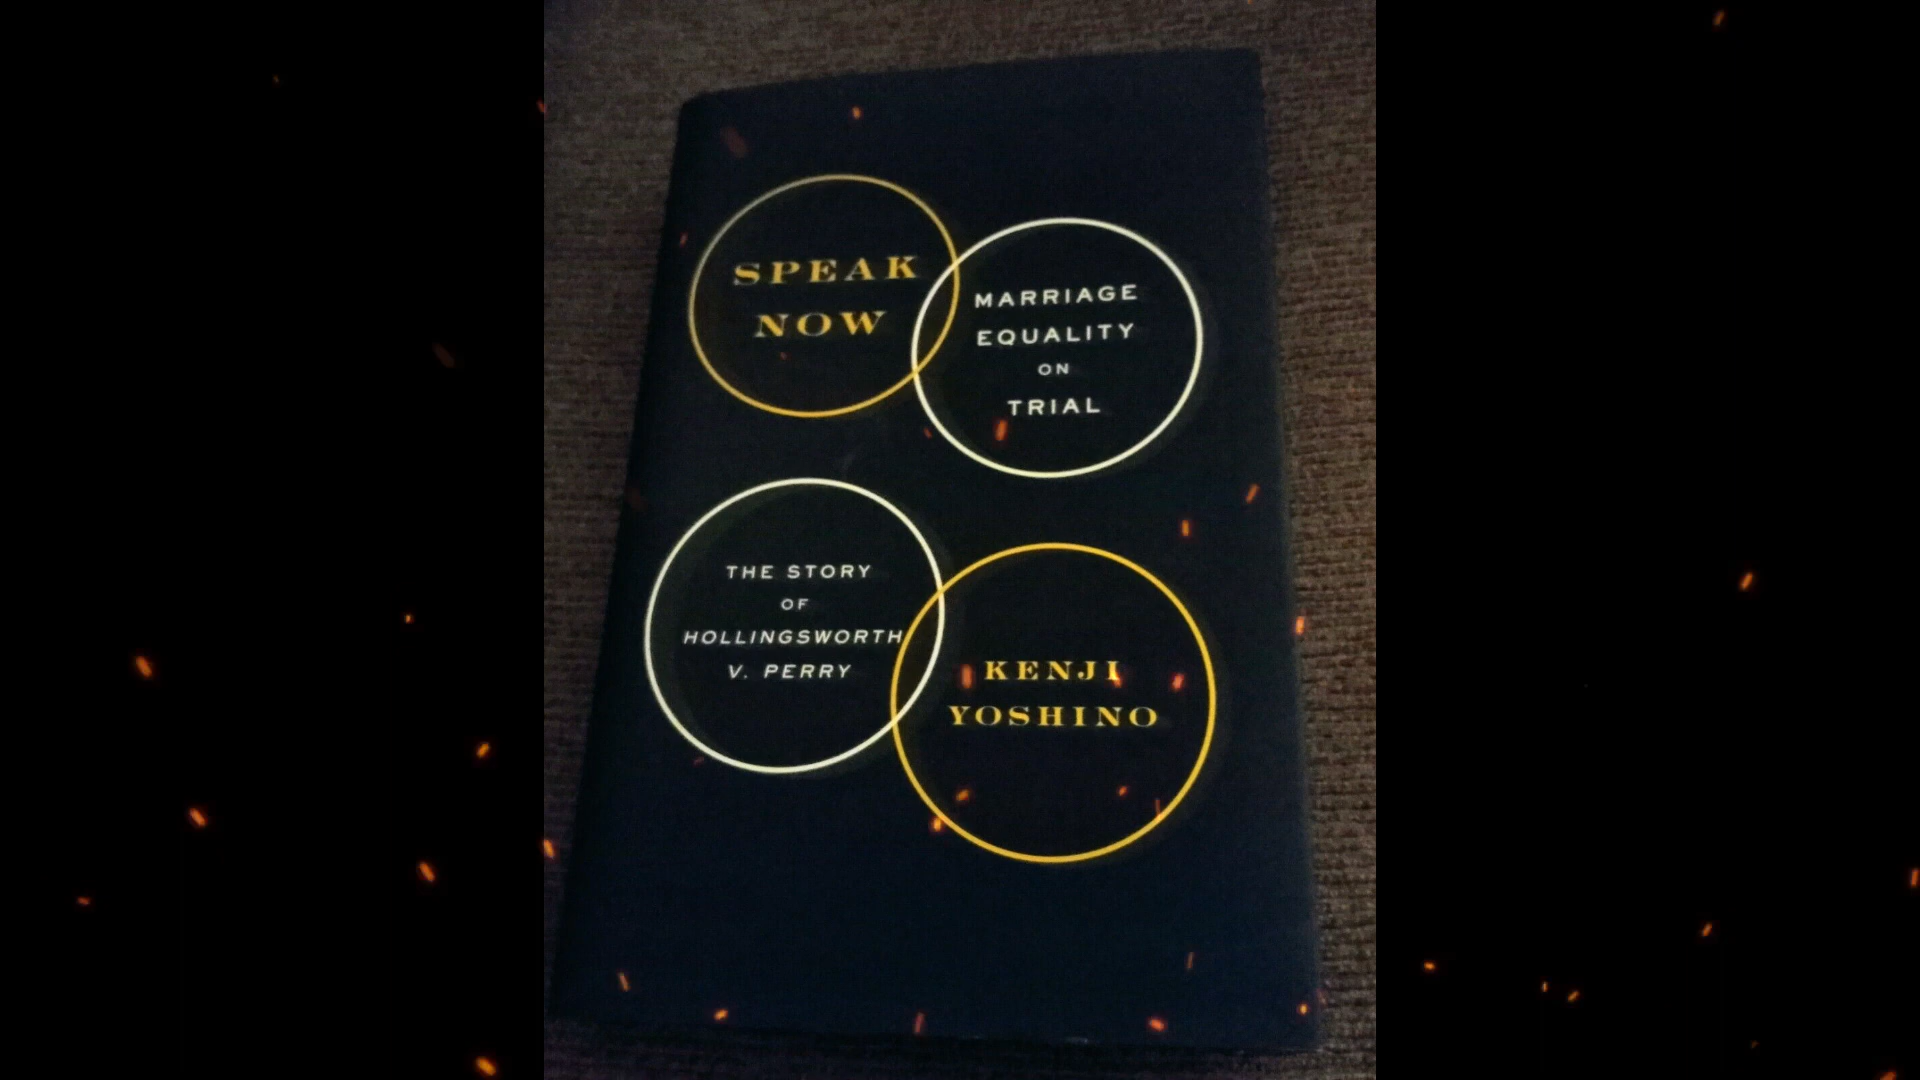 SPEAK
NOW
MARRIAGE
EQUALITY
ON
TRIAL
THE STORY
OF
HOLLINGSWORTH
V. PERRY
KENJI
YOSHINO